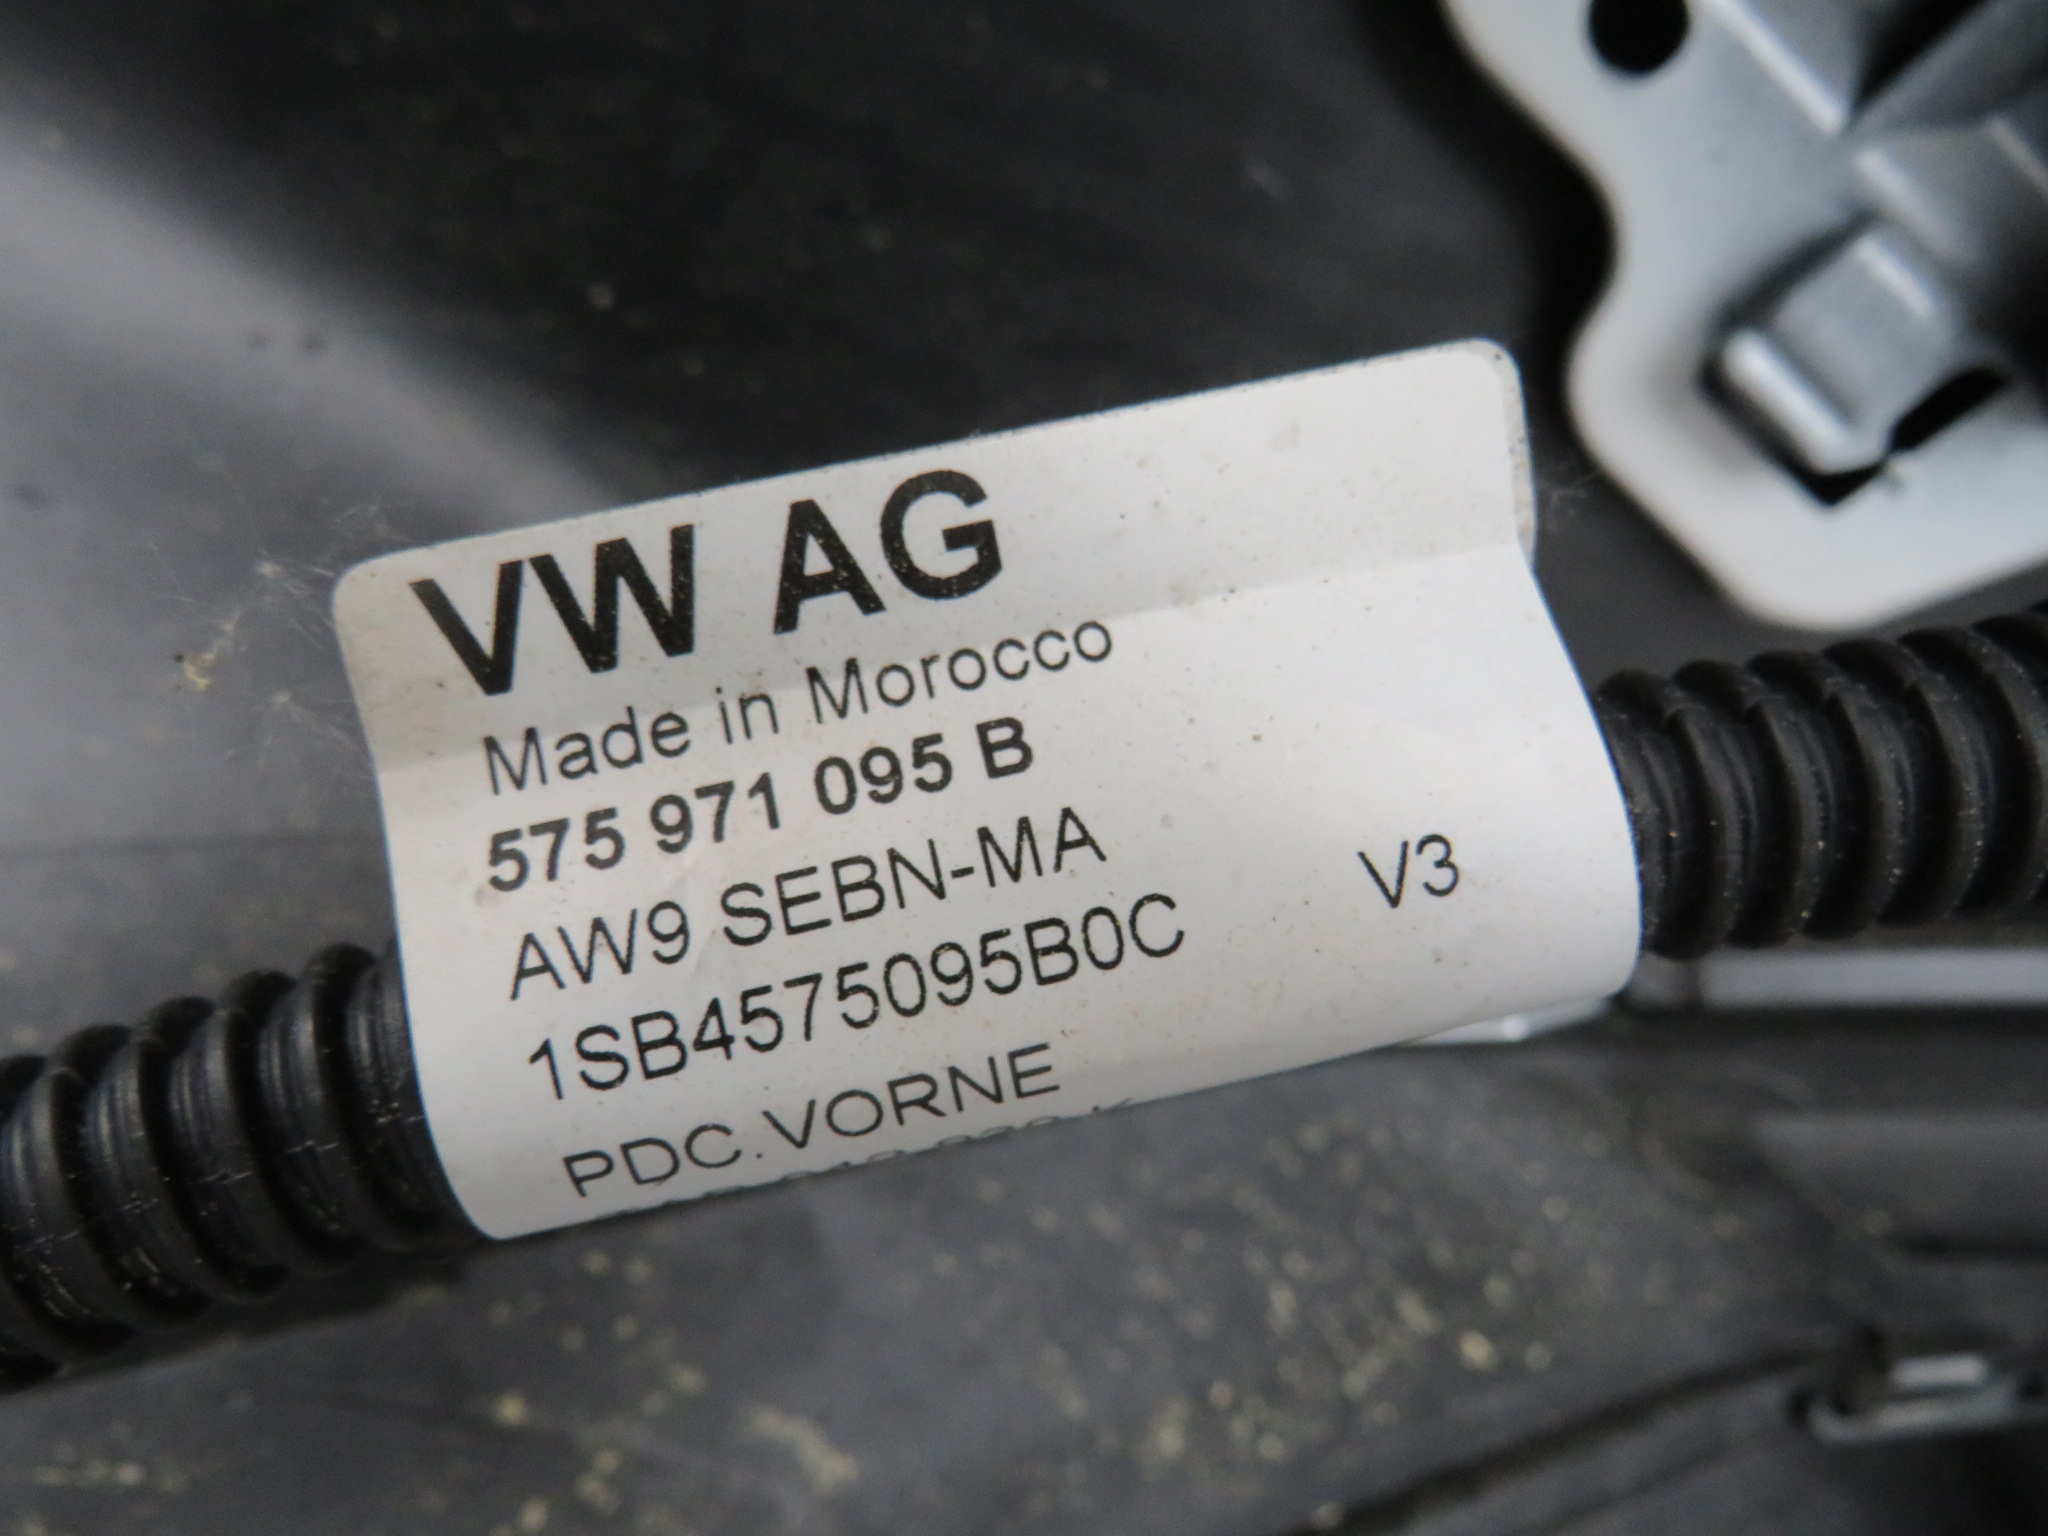 VW AG
Made in Morocco
575 971 095 B
AW9 SEBN-MA
1SB4575095B0C V3
PDC.VORNE